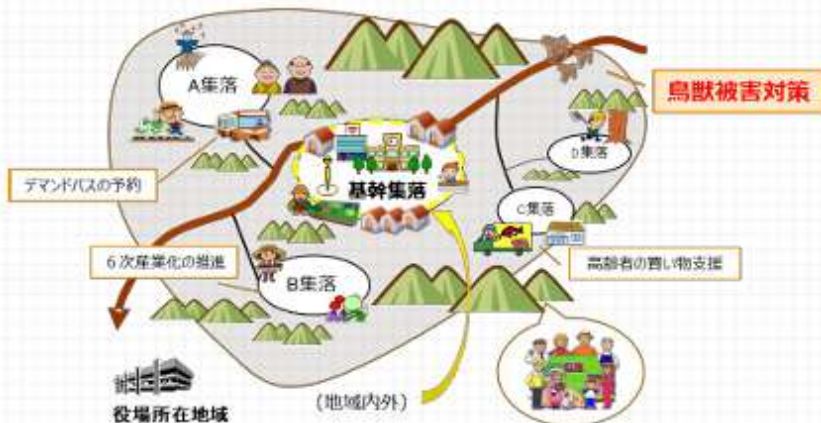 A集落
鳥獣被害対策
D集落
デマンドバスの予約
基幹集落
C集落
6次産業化の推進
高齢者の買い物支援
B集落
(地域内外)
役場所在地域